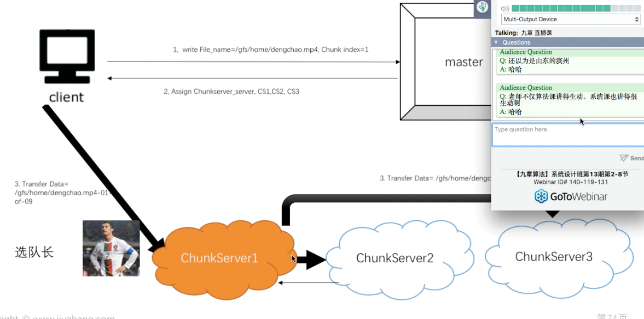 1、write File_name=/gfs/home/dengchao.mp4, Chunk index=1
master
2, Assign Chunkserver_server, CS1,CS2, CS3
client
3. Transfer Data=
/gfs/home/dengchao.mp4-01
of-09
3. Transfer Data= /gfs/home/dengc
选队长
ChunkServer1
ChunkServer2
ChunkServer3
right © www.jiuzhang.com
第74页
Multi-Output Device
Talking: 九章 直播课
Questions
Audience Question
Q: 还以为是山东的滨州
A: 哈哈
Audience Question
Q: 老师不仅算法课讲得生动，系统课也讲得很
生动啊
A: 哈哈
Type question here.
Send
【九章算法】系统设计班第13期第2-8节
Webinar ID# 140-119-131
GoToWebinar